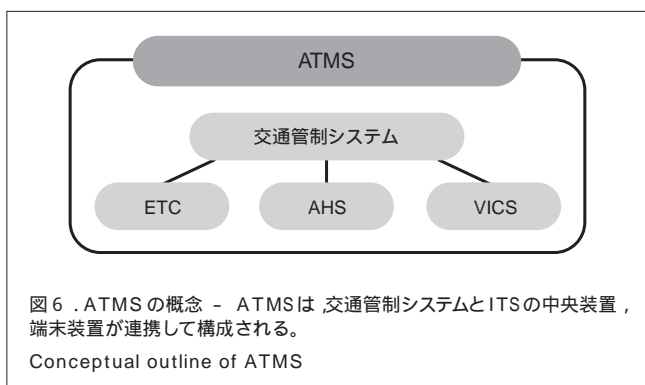 ATMS
交通管制システム
ETC AHS VICS
図6．ATMSの概念 － ATMSは，交通管制システムとITSの中央装置，
端末装置が連携して構成される。
Conceptual outline of ATMS